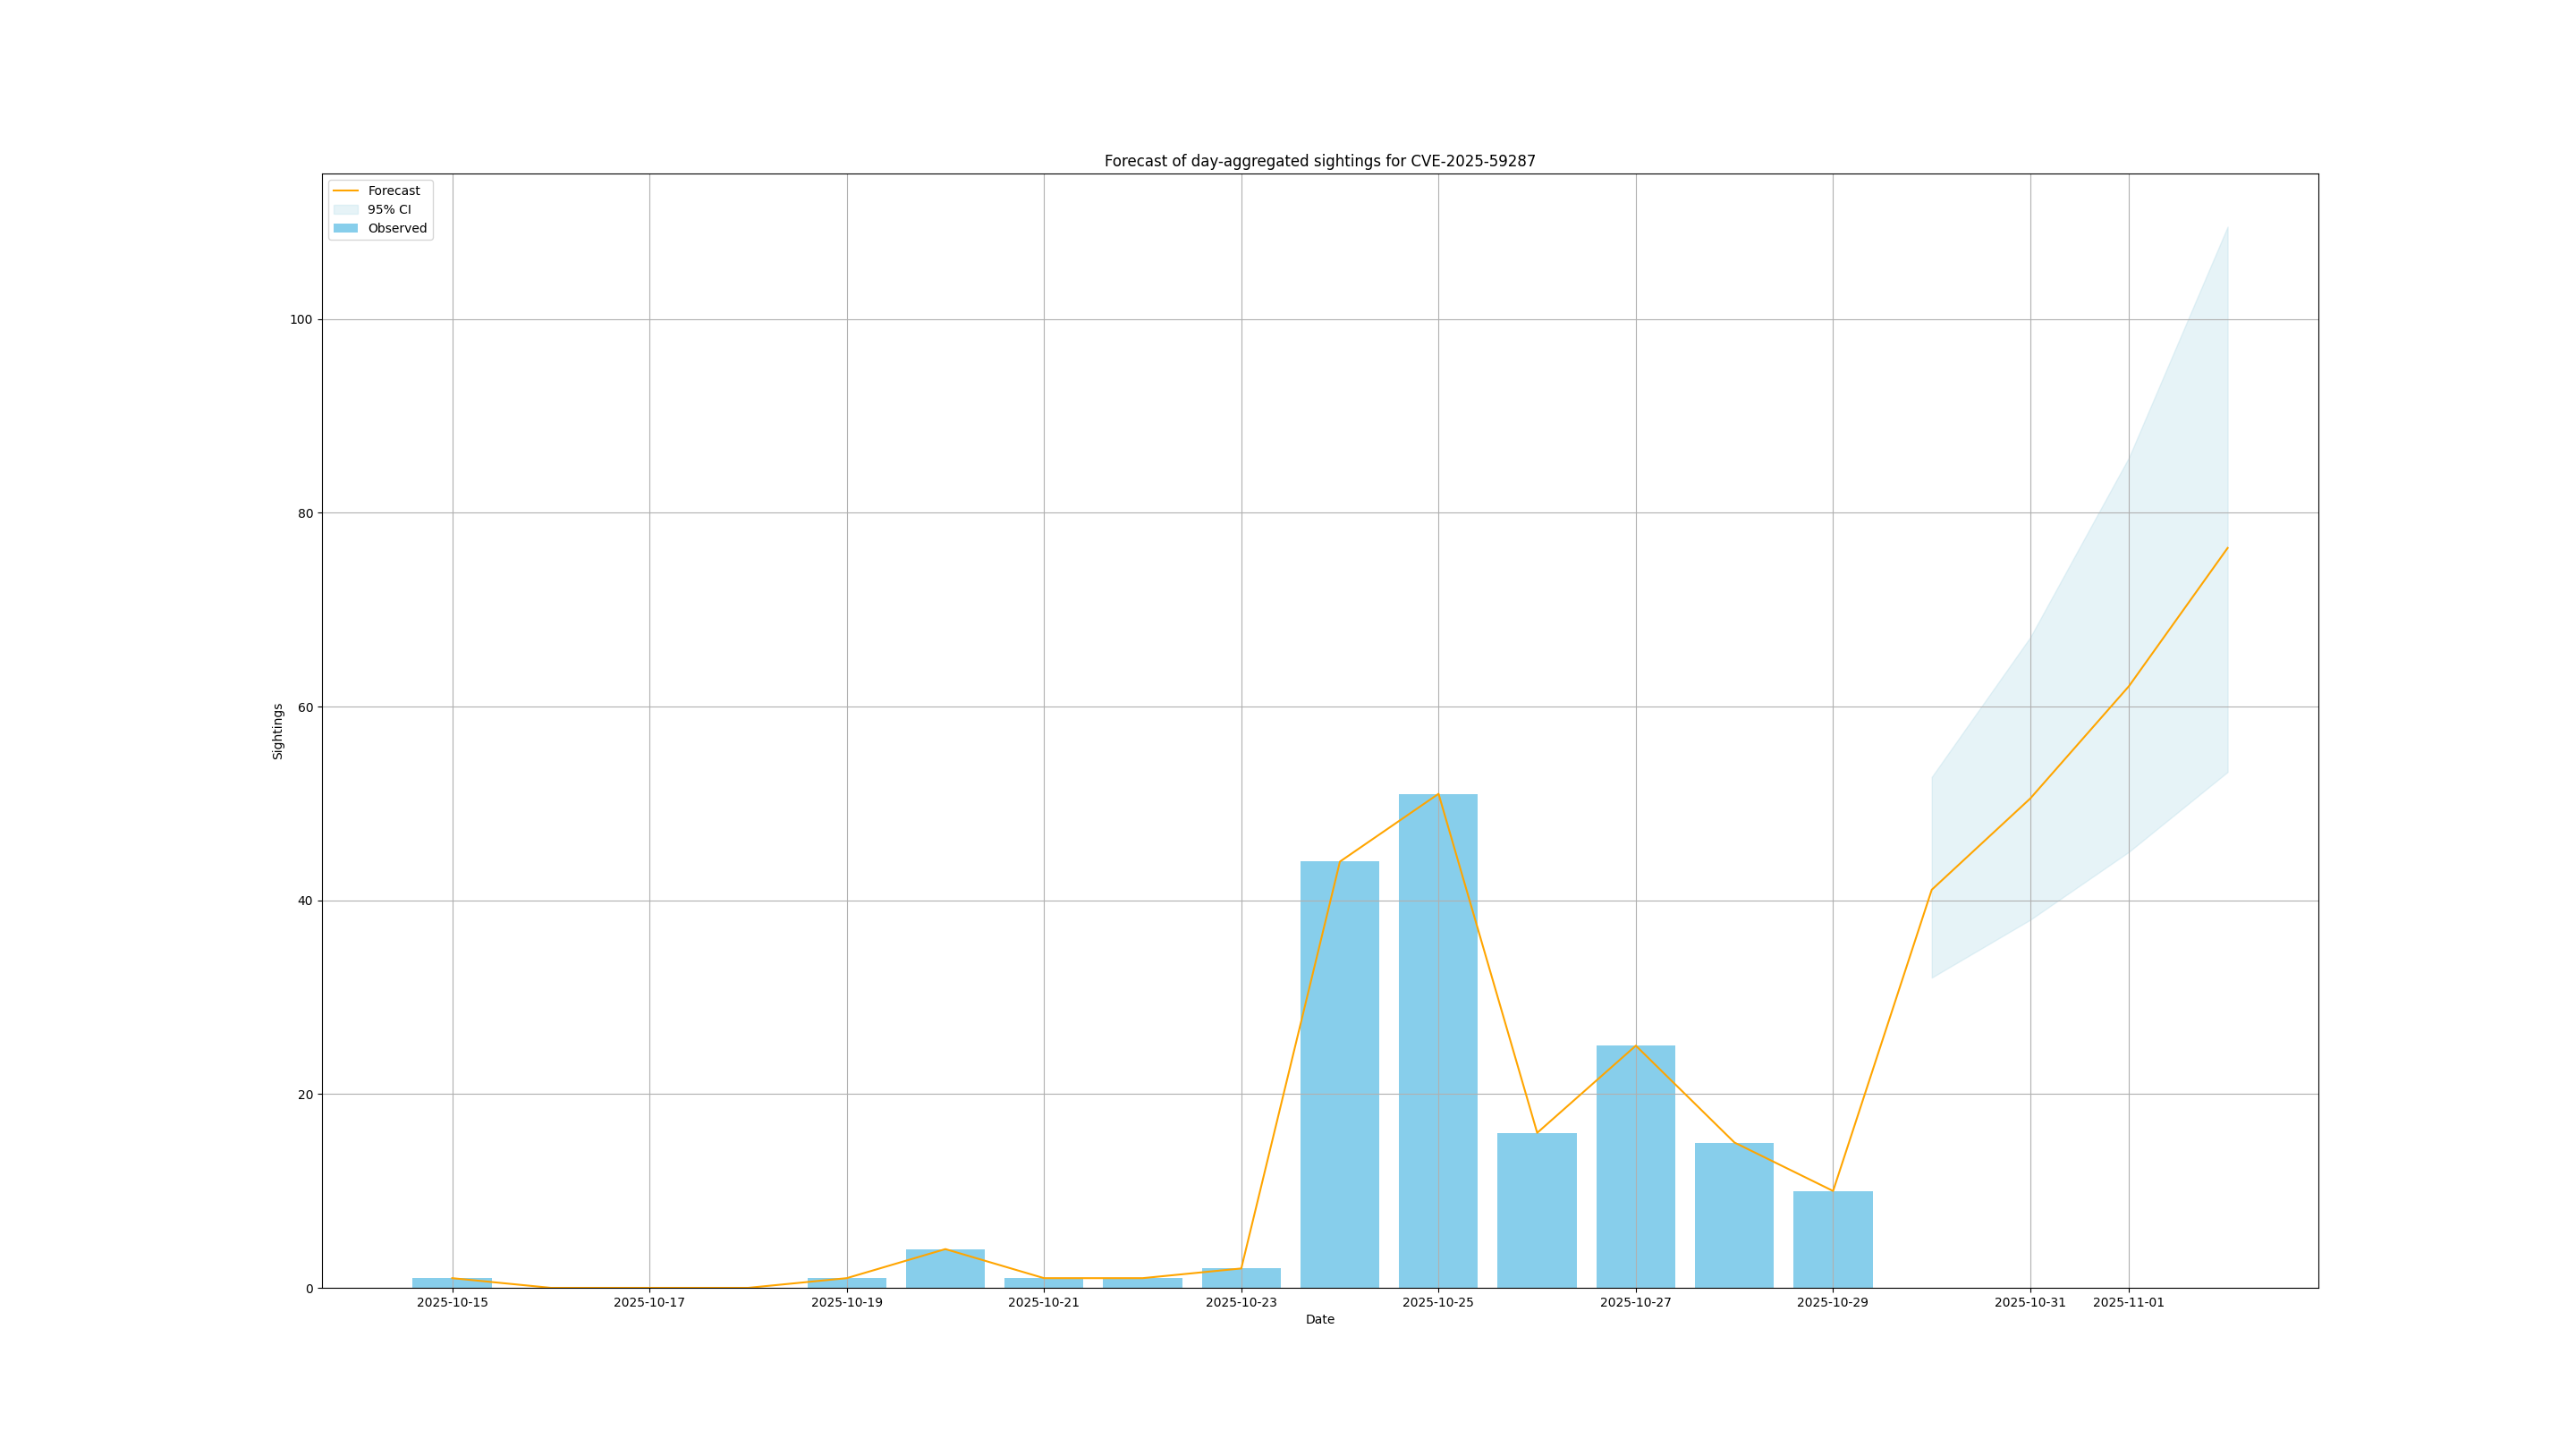 Forecast of day-aggregated sightings for CVE-2025-59287
Forecast
95% CI
Observed
100
80
60
40
20
0
Sightings
2025-10-15
2025-10-17
2025-10-19
2025-10-21
2025-10-23
2025-10-25
2025-10-27
2025-10-29
2025-10-31
2025-11-01
Date